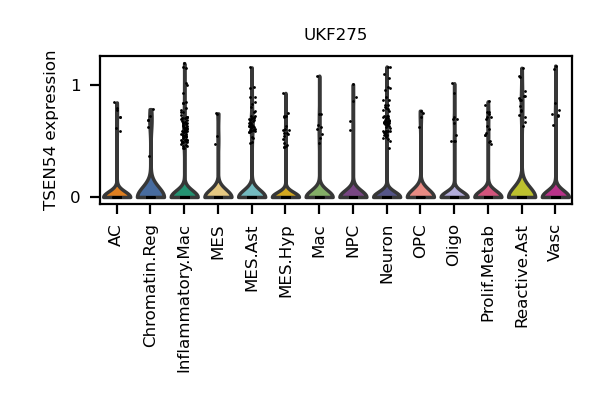 UKF275
TSEN54 expression
1
0
AC
Chromatin.Reg
Inflammatory.Mac
MES
MES.Ast
MES.Hyp
Mac
NPC
Neuron
OPC
Oligo
Prolif.Metab
Reactive.Ast
Vasc